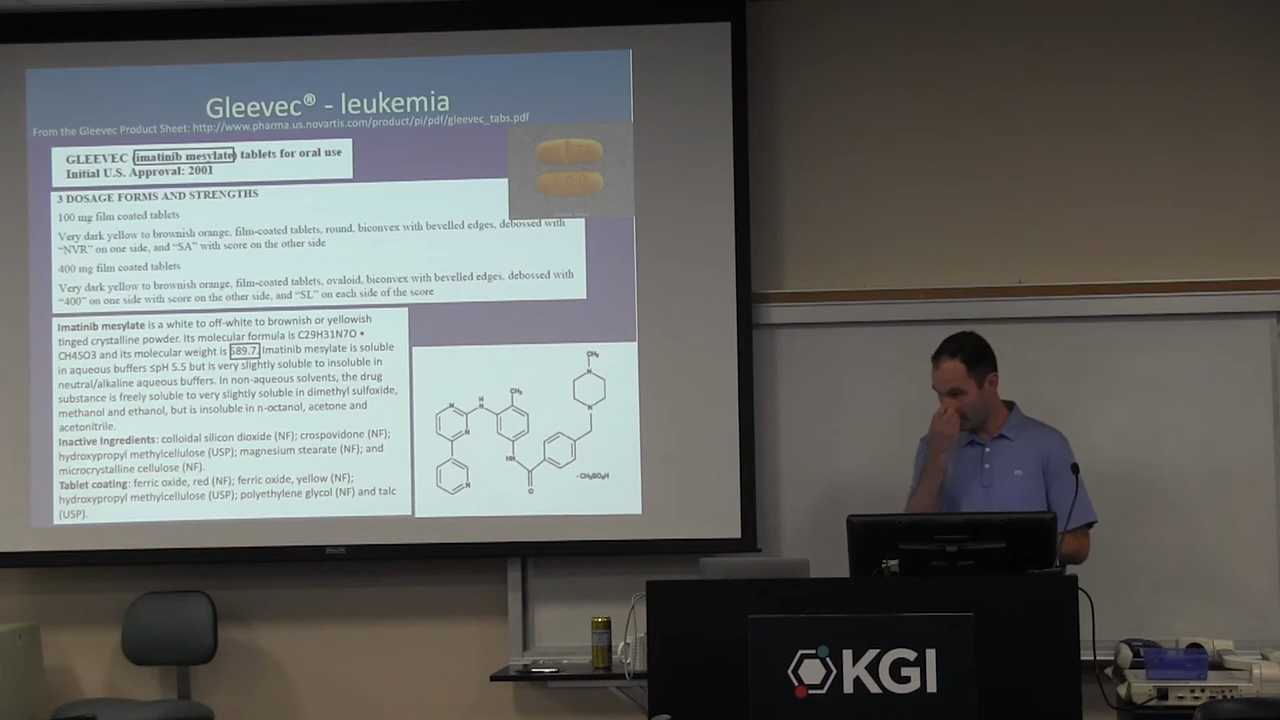 Gleevec® - leukemia
From the Gleevec Product Sheet: http://www.pharma.us.novartis.com/product/pi/pdf/gleevec_tabs.pdf
GLEEVEC (imatinib mesylate) tablets for oral use
Initial U.S. Approval: 2001
3 DOSAGE FORMS AND STRENGTHS
100 mg film coated tablets
Very dark yellow to brownish orange, film-coated tablets, round, biconvex with bevelled edges, debossed with
“NVR” on one side, and “SA” with score on the other side
400 mg film coated tablets
Very dark yellow to brownish orange, film-coated tablets, ovaloid, biconvex with bevelled edges, debossed with
“400” on one side with score on the other side, and “SL” on each side of the score
Imatinib mesylate is a white to off-white to brownish or yellowish
tinged crystalline powder. Its molecular formula is C29H31N7O •
CH4SO3 and its molecular weight is 589.7. Imatinib mesylate is soluble
in aqueous buffers ≤pH 5.5 but is very slightly soluble to insoluble in
neutral/alkaline aqueous buffers. In non-aqueous solvents, the drug
substance is freely soluble to very slightly soluble in dimethyl sulfoxide,
methanol and ethanol, but is insoluble in n-octanol, acetone and
acetonitrile.
Inactive Ingredients: colloidal silicon dioxide (NF); crospovidone (NF);
hydroxypropyl methylcellulose (USP); magnesium stearate (NF); and
microcrystalline cellulose (NF).
Tablet coating: ferric oxide, red (NF); ferric oxide, yellow (NF);
hydroxypropyl methylcellulose (USP); polyethylene glycol (NF) and talc
(USP).
CH₃
N
N
CH₃
H
N
N
N
N
HN
O
N
· CH₃SO₃H
KGI